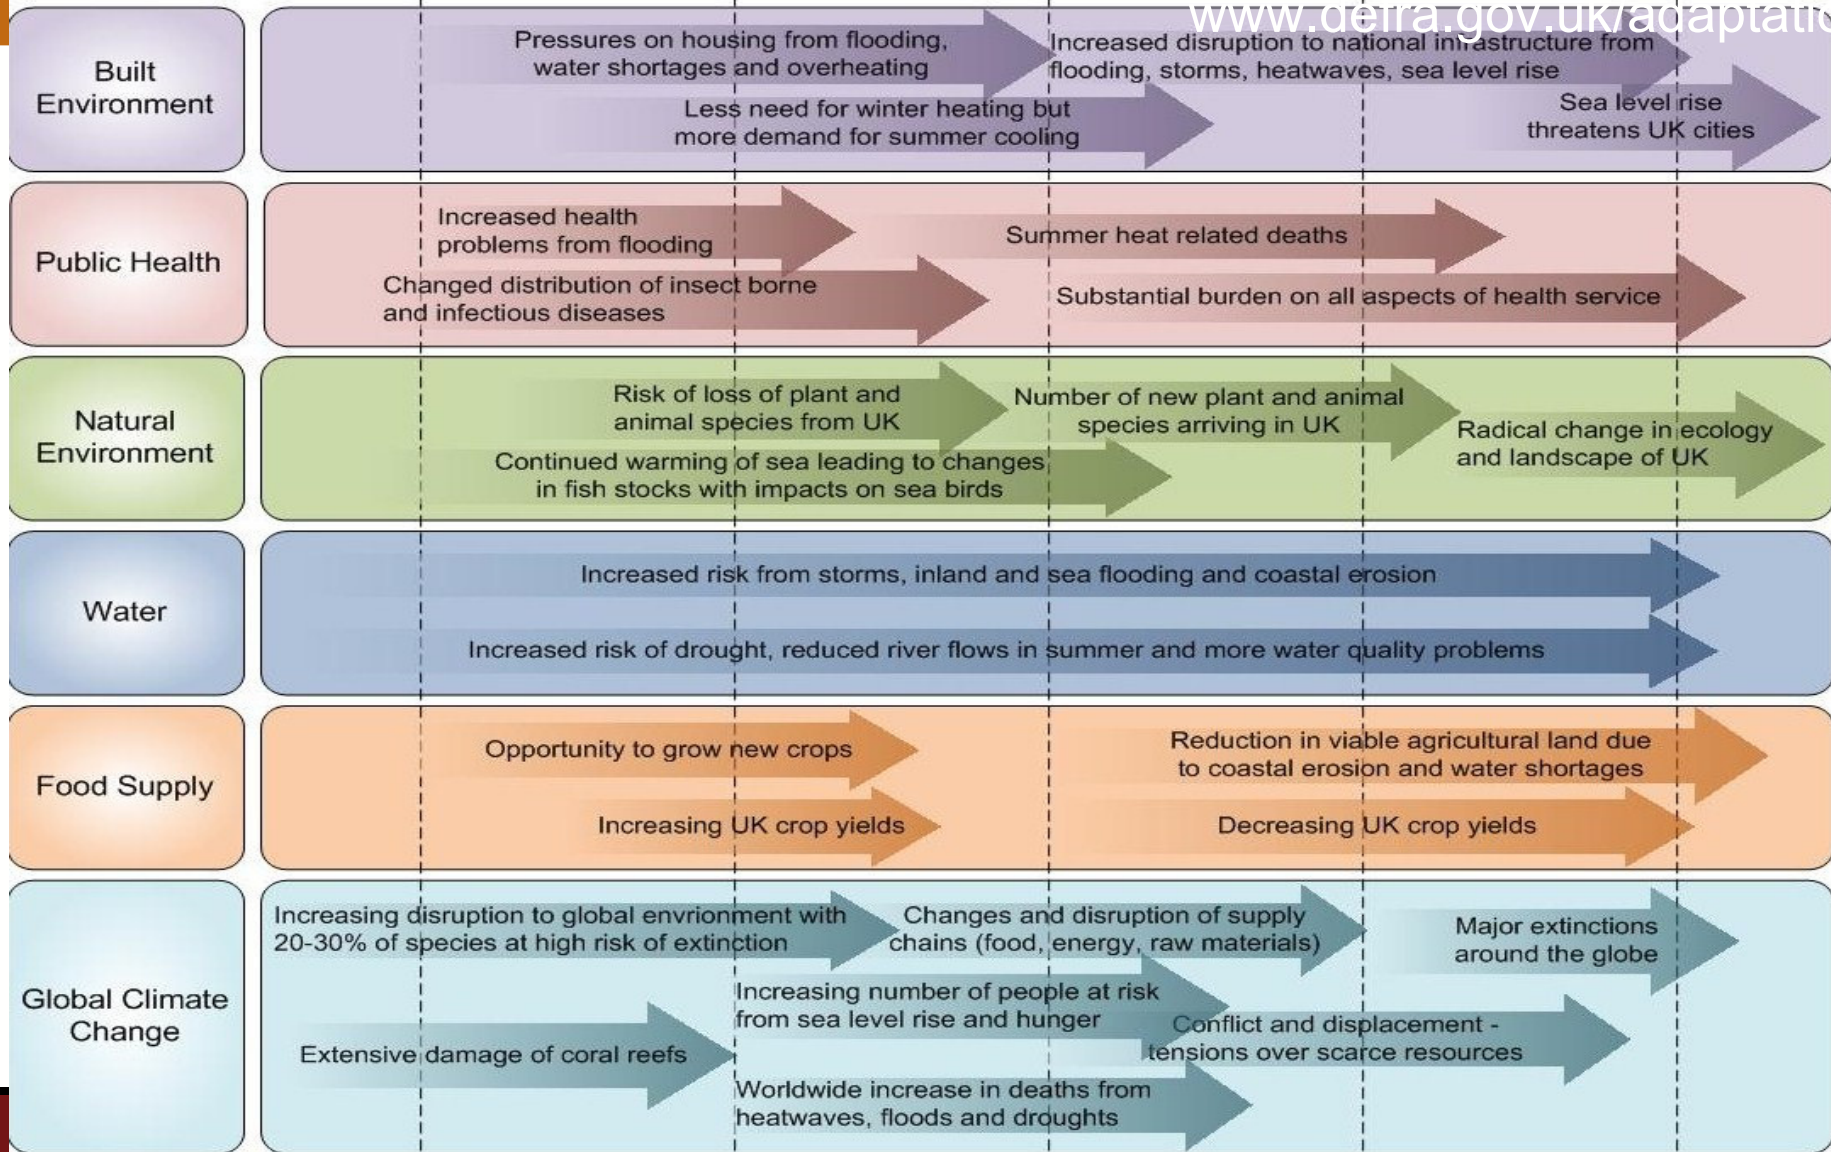 www.defra.gov.uk/adaptatio
Built
Environment
Pressures on housing from flooding,
water shortages and overheating
Increased disruption to national infrastructure from
flooding, storms, heatwaves, sea level rise
Less need for winter heating but
more demand for summer cooling
Sea level rise
threatens UK cities
Public Health
Increased health
problems from flooding
Summer heat related deaths
Changed distribution of insect borne
and infectious diseases
Substantial burden on all aspects of health service
Natural
Environment
Risk of loss of plant and
animal species from UK
Number of new plant and animal
species arriving in UK
Radical change in ecology
and landscape of UK
Continued warming of sea leading to changes
in fish stocks with impacts on sea birds
Water
Increased risk from storms, inland and sea flooding and coastal erosion
Increased risk of drought, reduced river flows in summer and more water quality problems
Food Supply
Opportunity to grow new crops
Reduction in viable agricultural land due
to coastal erosion and water shortages
Increasing UK crop yields
Decreasing UK crop yields
Global Climate
Change
Increasing disruption to global envrionment with
20-30% of species at high risk of extinction
Changes and disruption of supply
chains (food, energy, raw materials)
Major extinctions
around the globe
Increasing number of people at risk
from sea level rise and hunger
Conflict and displacement -
tensions over scarce resources
Extensive damage of coral reefs
Worldwide increase in deaths from
heatwaves, floods and droughts